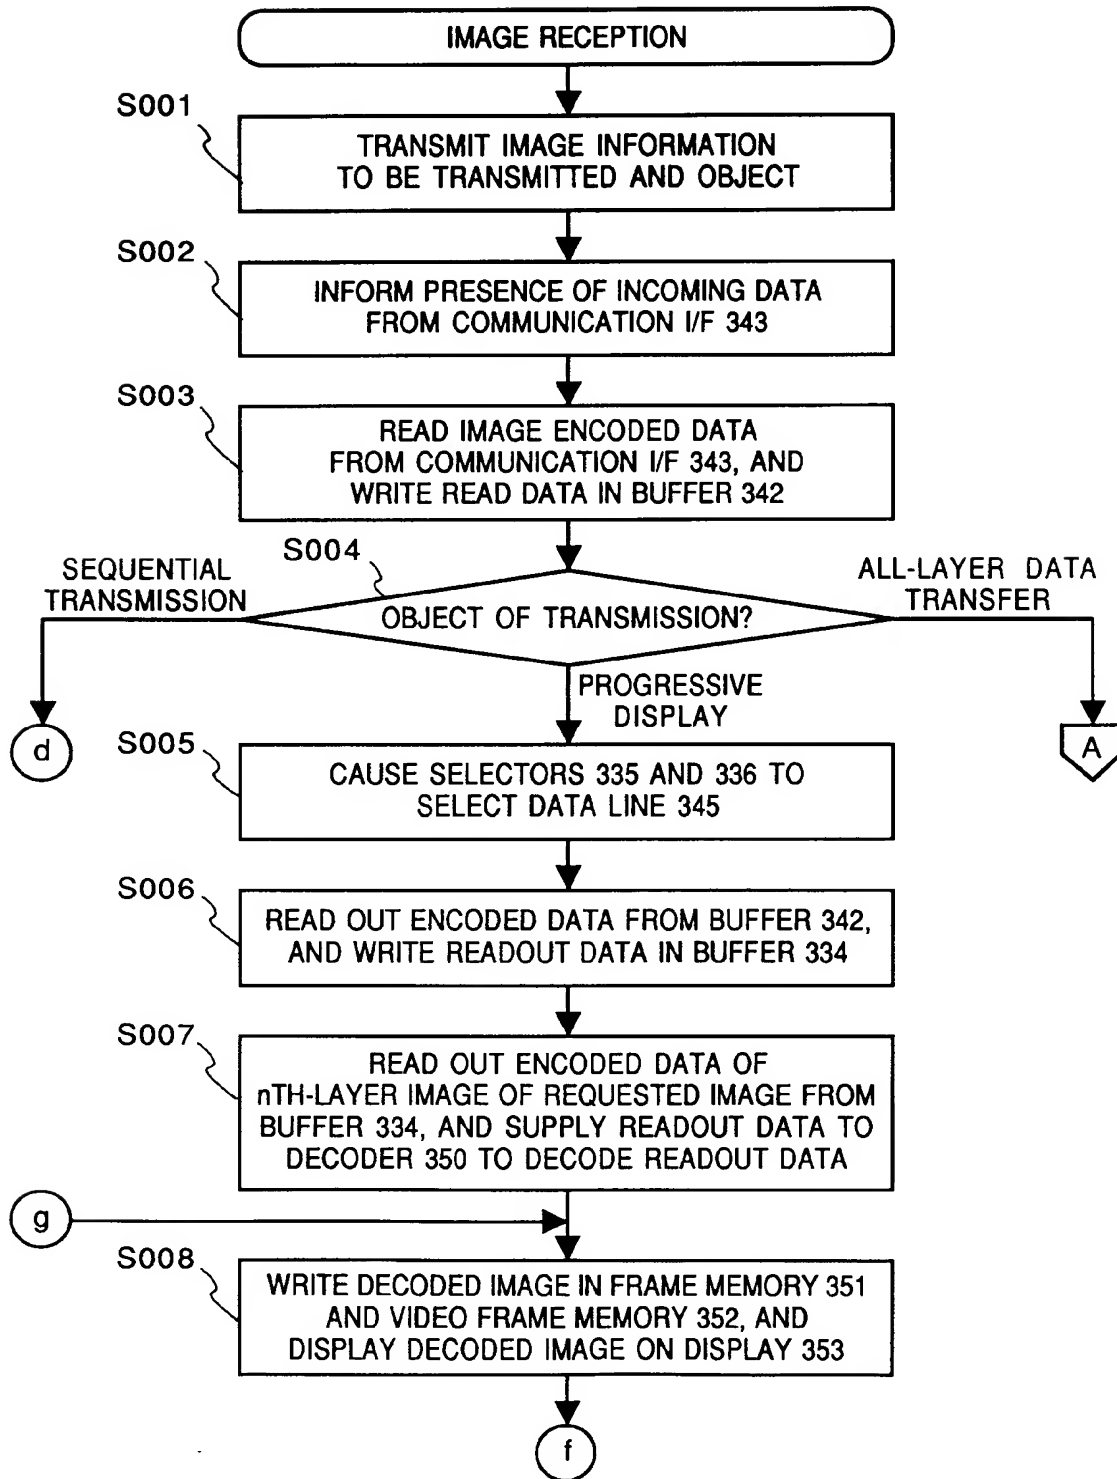 IMAGE RECEPTION
S001
TRANSMIT IMAGE INFORMATION
TO BE TRANSMITTED AND OBJECT
S002
INFORM PRESENCE OF INCOMING DATA
FROM COMMUNICATION I/F 343
S003
READ IMAGE ENCODED DATA
FROM COMMUNICATION I/F 343, AND
WRITE READ DATA IN BUFFER 342
S004
SEQUENTIAL
TRANSMISSION
OBJECT OF TRANSMISSION?
ALL-LAYER DATA
TRANSFER
PROGRESSIVE
DISPLAY
d
A
S005
CAUSE SELECTORS 335 AND 336 TO
SELECT DATA LINE 345
S006
READ OUT ENCODED DATA FROM BUFFER 342,
AND WRITE READOUT DATA IN BUFFER 334
S007
READ OUT ENCODED DATA OF
nTH-LAYER IMAGE OF REQUESTED IMAGE FROM
BUFFER 334, AND SUPPLY READOUT DATA TO
DECODER 350 TO DECODE READOUT DATA
g
S008
WRITE DECODED IMAGE IN FRAME MEMORY 351
AND VIDEO FRAME MEMORY 352, AND
DISPLAY DECODED IMAGE ON DISPLAY 353
f